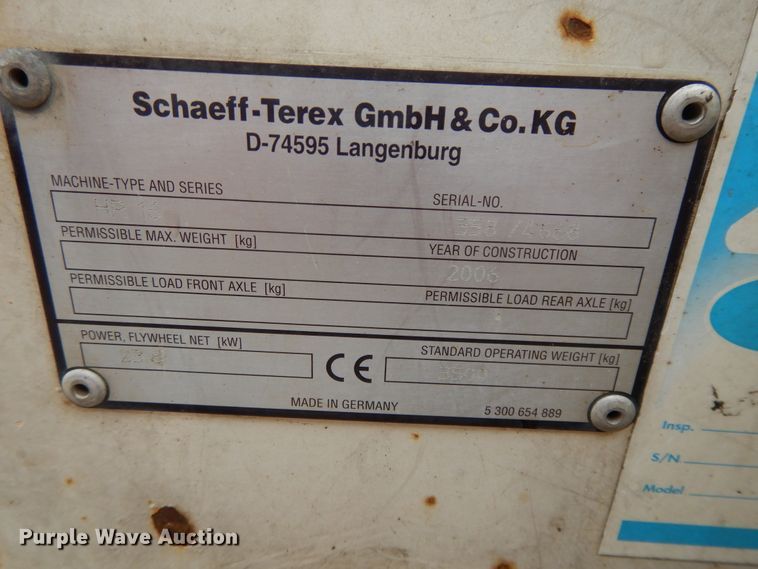 Schaeff-Terex GmbH & Co. KG
D-74595 Langenburg
MACHINE-TYPE AND SERIES
SERIAL-NO.
PERMISSIBLE MAX. WEIGHT [kg]
YEAR OF CONSTRUCTION
2006
PERMISSIBLE LOAD FRONT AXLE [kg]
PERMISSIBLE LOAD REAR AXLE [kg]
POWER, FLYWHEEL NET [kW]
CE
STANDARD OPERATING WEIGHT [kg]
MADE IN GERMANY
5 300 654 889
Insp.
S/N
Model
Purple Wave Auction